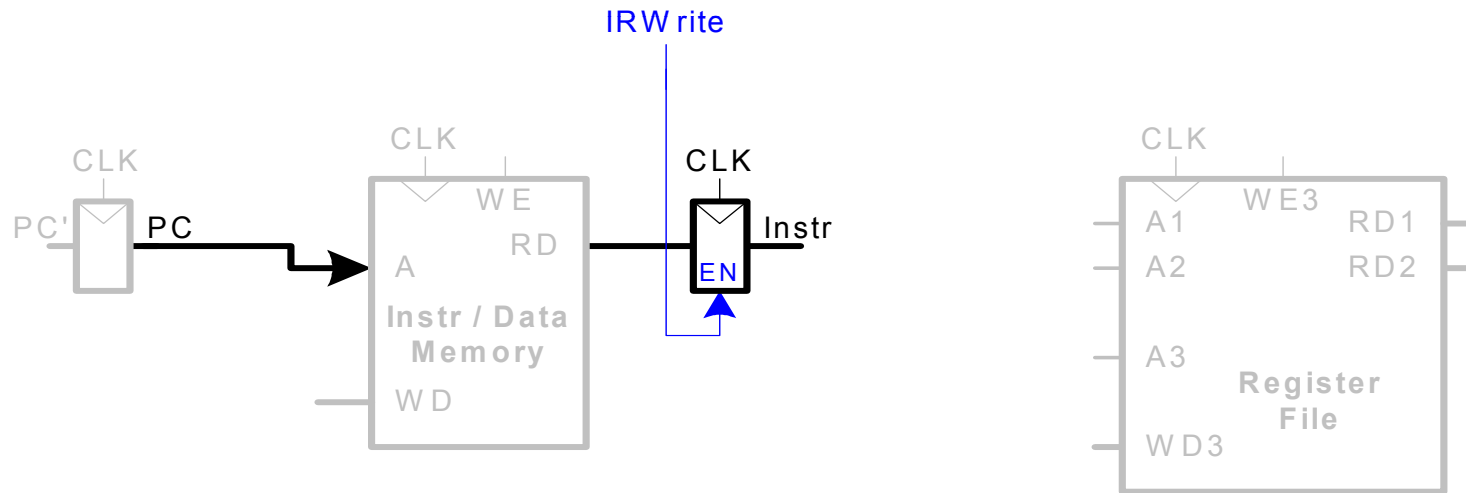 IRWrite
CLK
CLK
CLK
CLK
PC'
PC
WE
RD
A
Instr / Data
Memory
WD
EN
Instr
WE3
A1
RD1
A2
RD2
A3
Register
File
WD3